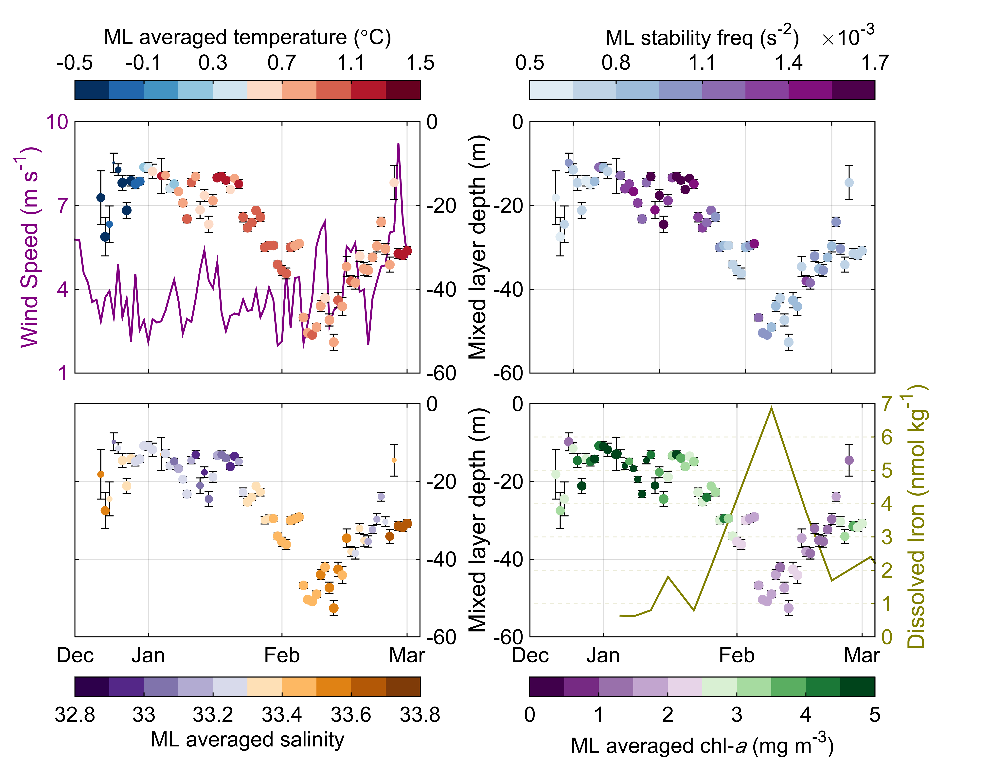 ML averaged temperature (°C)
-0.5 -0.1 0.3 0.7 1.1 1.5
ML stability freq (s-2) ×10-3
0.5 0.8 1.1 1.4 1.7
Wind Speed (m s-1)
10
7
4
1
0
-20
-40
-60
Mixed layer depth (m)
0
-20
-40
-60
0
-20
-40
-60
Dec Jan Feb Mar
32.8 33 33.2 33.4 33.6 33.8
ML averaged salinity
Mixed layer depth (m)
0
-20
-40
-60
7
6
5
4
3
2
1
0
Dissolved Iron (nmol kg-1)
Dec Jan Feb Mar
0 1 2 3 4 5
ML averaged chl-a (mg m-3)